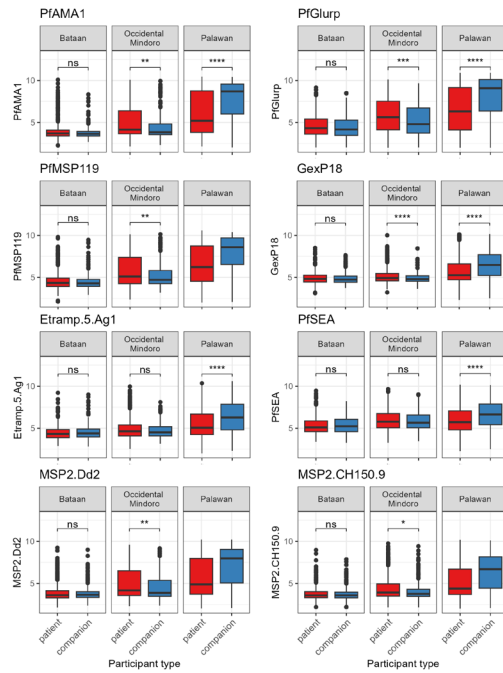 PfAMA1
Bataan
Occidental
Mindoro
Palawan
ns
**
****
PfAMA1
10
5
PfGlurp
Bataan
Occidental
Mindoro
Palawan
ns
***
****
PfGlurp
10
5
PfMSP119
Bataan
Occidental
Mindoro
Palawan
ns
**
PfMSP119
10
5
GexP18
Bataan
Occidental
Mindoro
Palawan
ns
****
****
GexP18
10
5
Etramp.5.Ag1
Bataan
Occidental
Mindoro
Palawan
ns
ns
****
Etramp.5.Ag1
10
5
PfSEA
Bataan
Occidental
Mindoro
Palawan
ns
ns
****
PfSEA
10
5
MSP2.Dd2
Bataan
Occidental
Mindoro
Palawan
ns
**
MSP2.Dd2
10
5
patient
companion
patient
companion
patient
companion
Participant type
MSP2.CH150.9
Bataan
Occidental
Mindoro
Palawan
ns
*
MSP2.CH150.9
10
5
patient
companion
patient
companion
patient
companion
Participant type